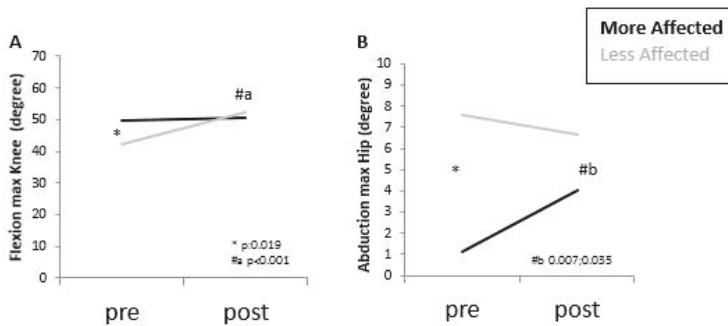 More Affected
Less Affected
A
Flexion max Knee (degree)
70
60
50
40
30
20
10
0
*
#a
* p:0.019
#a p<0.001
pre post
B
Abduction max Hip (degree)
10
9
8
7
6
5
4
3
2
1
0
*
#b
#b 0.007;0.035
pre post